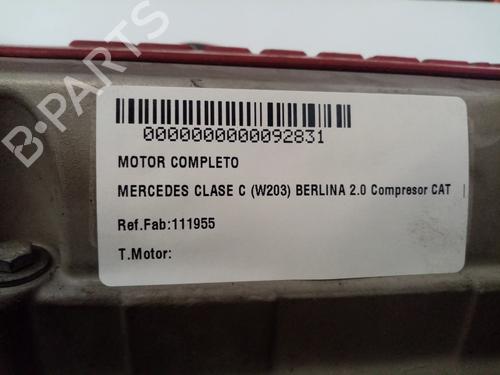 B-PARTS
0000000000092831
MOTOR COMPLETO
MERCEDES CLASE C (W203) BERLINA 2.0 Compresor CAT |
Ref.Fab:111955
T.Motor: